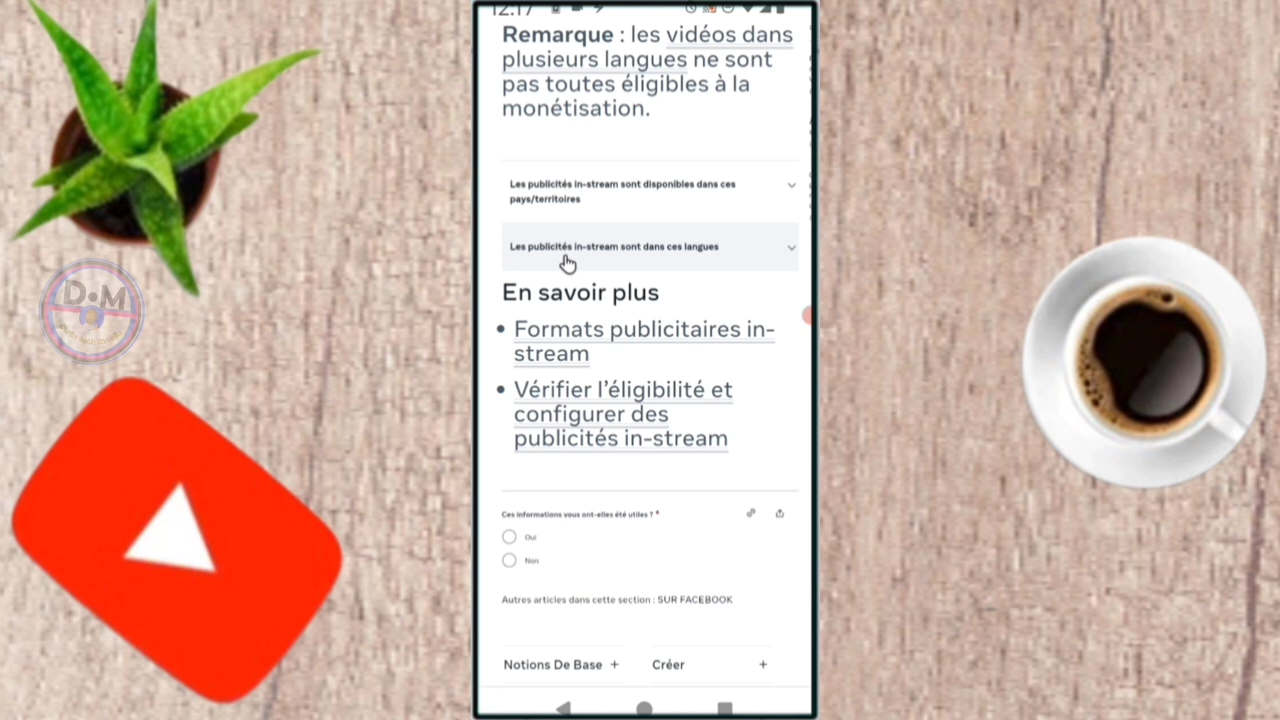 12:17
Remarque : les vidéos dans
plusieurs langues ne sont
pas toutes éligibles à la
monétisation.
Les publicités in-stream sont disponibles dans ces
pays/territoires
Les publicités in-stream sont dans ces langues
En savoir plus
• Formats publicitaires in-
stream
• Vérifier l'éligibilité et
configurer des
publicités in-stream
Ces informations vous ont-elles été utiles ? *
Oui
Non
Autres articles dans cette section : SUR FACEBOOK
Notions De Base +
Créer +
D•M